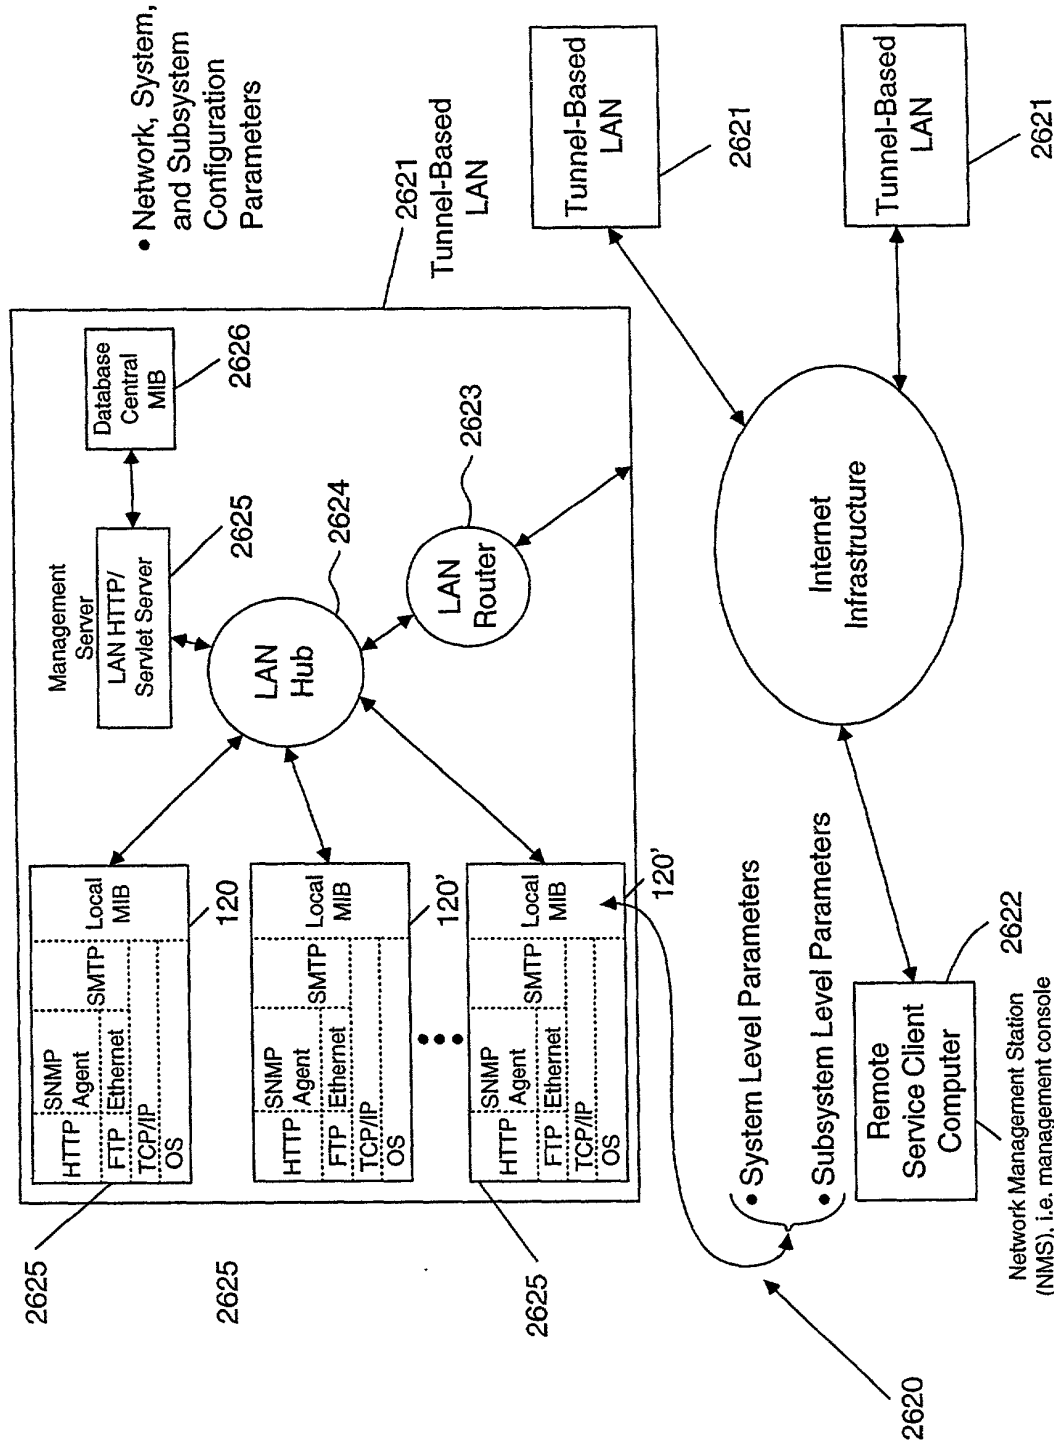 • Network, System,
and Subsystem
Configuration
Parameters
2621
Tunnel-Based
LAN
Management
Server
LAN HTTP/
Servlet Server
2625
Database
Central
MIB
2626
LAN
Hub
2624
LAN
Router
2623
2625
HTTP
SNMP
Agent
SMTP
Local
MIB
FTP
Ethernet
TCP/IP
OS
120
2625
HTTP
SNMP
Agent
SMTP
Local
MIB
FTP
Ethernet
TCP/IP
OS
120'
•••
2625
HTTP
SNMP
Agent
SMTP
Local
MIB
FTP
Ethernet
TCP/IP
OS
120'
• System Level Parameters
• Subsystem Level Parameters
2620
Remote
Service Client
Computer
2622
Network Management Station
(NMS), i.e. management console
Internet
Infrastructure
Tunnel-Based
LAN
2621
Tunnel-Based
LAN
2621